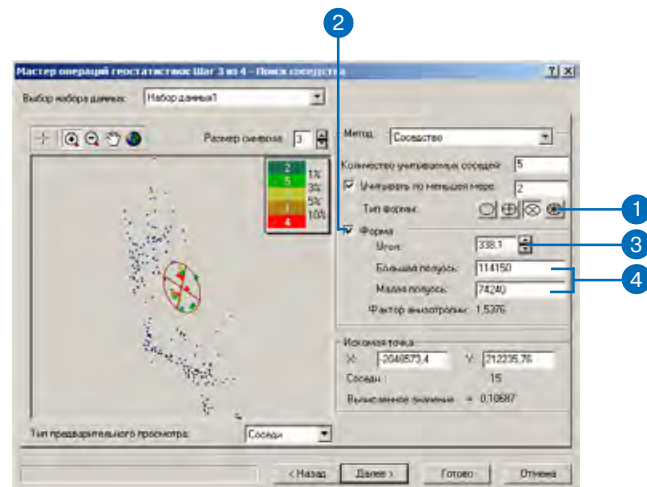 2
Мастер операций геостатистики: Шаг 3 из 4 - Поиск соседства
Выбор набора данных: Набор данных1
Размер символа: 3
2
5
1
4
1%
3%
5%
10%
Метод: Соседство
Количество учитываемых соседей: 5
Учитывать по меньшей мере: 2
Тип формы:
1
Форма
Угол: 338.1
3
Большая полуось: 114150
Малая полуось: 74240
4
Фактор анизотропии: 1,5376
Искомая точка
X: -2048573,4 Y: 212235,76
Соседи : 15
Вычисленное значение = 0,10687
Тип предварительного просмотра: Соседи
< Назад Далее > Готово Отмена